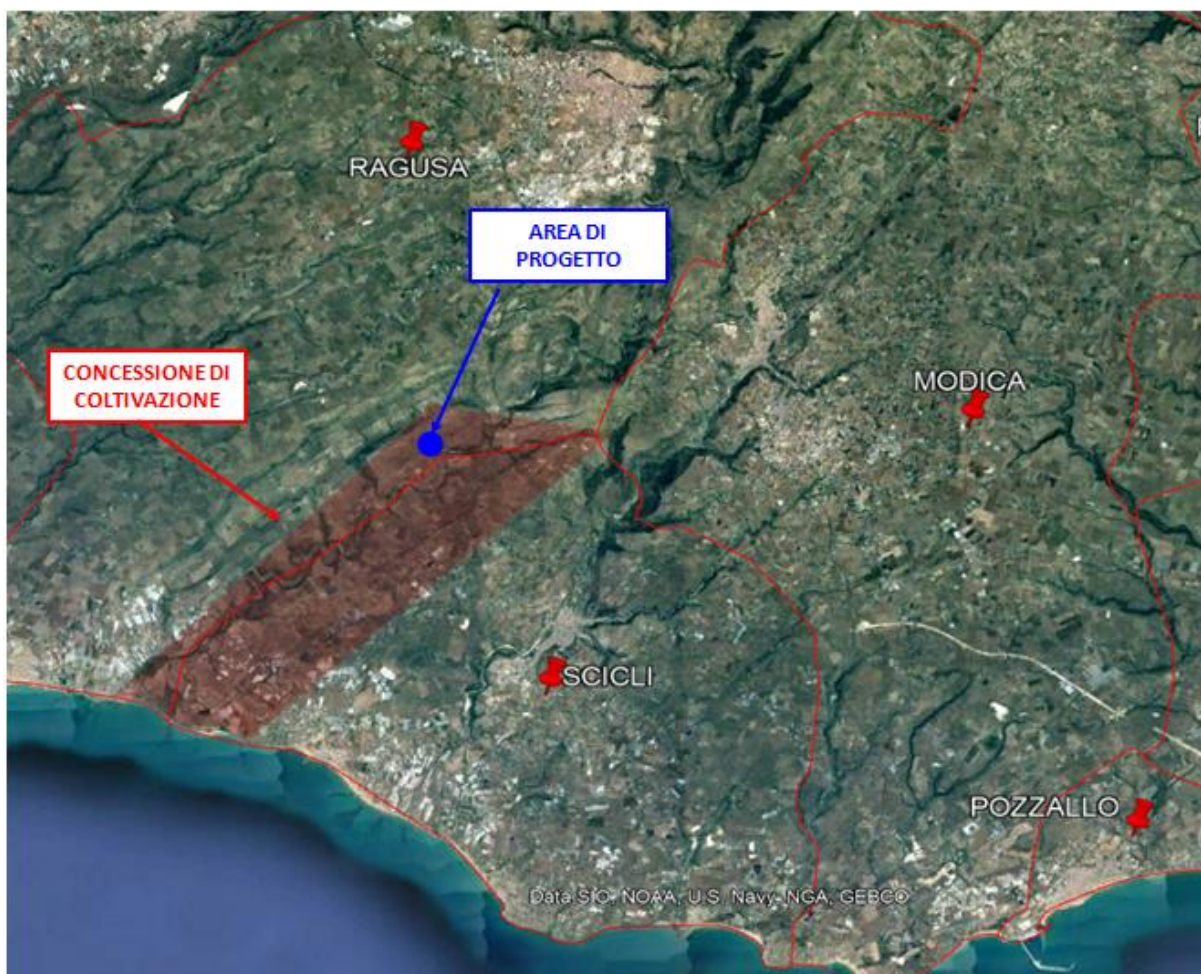 RAGUSA
AREA DI
PROGETTO
CONCESSIONE DI
COLTIVAZIONE
MODICA
SCICLI
POZZALLO
Data SIO, NOAA, U.S. Navy, NGA, GEBCO